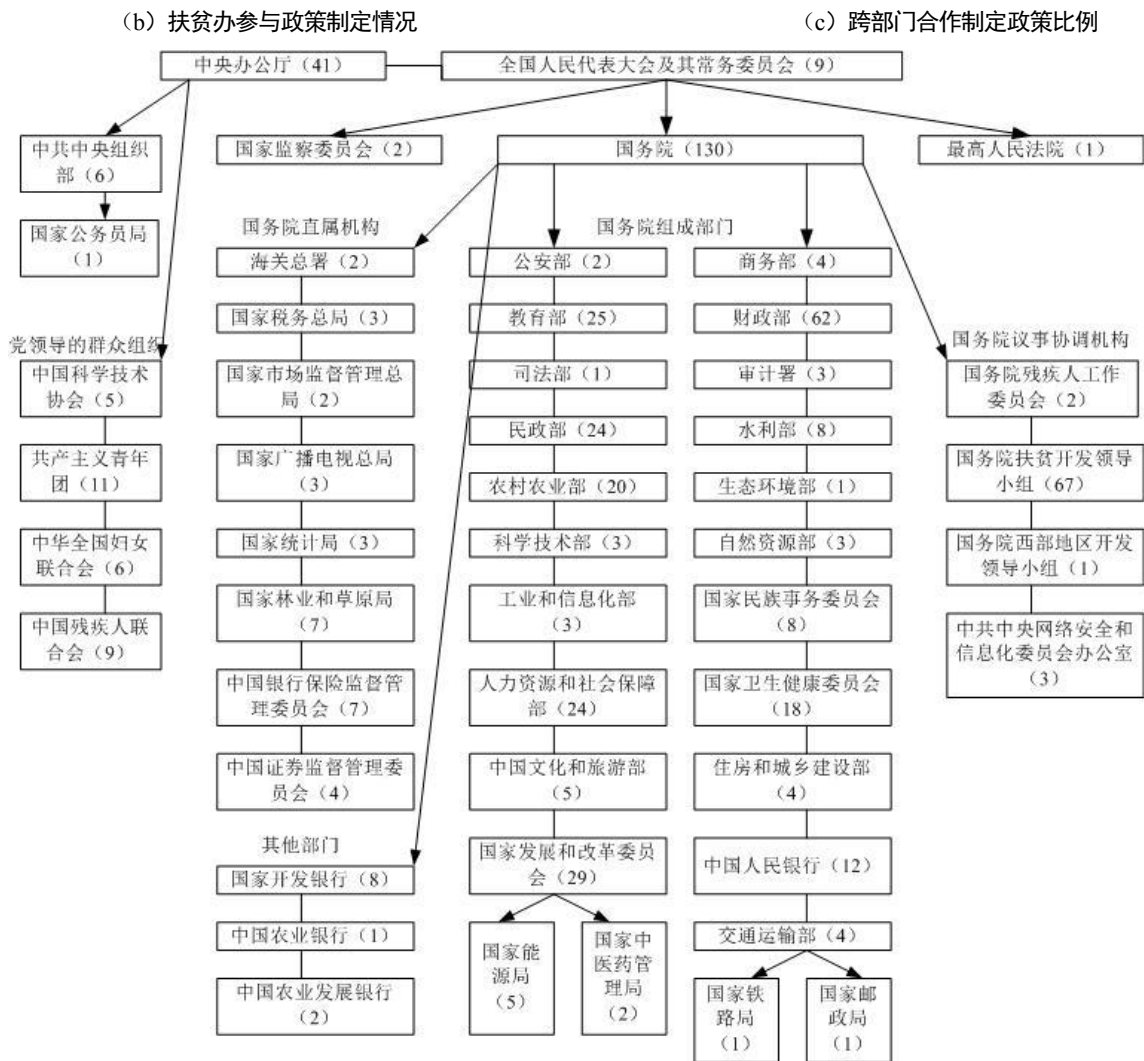 （b）扶贫办参与政策制定情况
（c）跨部门合作制定政策比例
中央办公厅（41）
全国人民代表大会及其常务委员会（9）
中共中央组织
部（6）
国家公务员局
（1）
党领导的群众组织
中国科学技术
协会（5）
共产主义青年
团（11）
中华全国妇女
联合会（6）
中国残疾人联
合会（9）
国家监察委员会（2）
国务院（130）
最高人民法院（1）
国务院直属机构
海关总署（2）
国家税务总局（3）
国家市场监督管理总
局（2）
国家广播电视总局
（3）
国家统计局（3）
国家林业和草原局
（7）
中国银行保险监督管
理委员会（7）
中国证券监督管理委
员会（4）
其他部门
国家开发银行（8）
中国农业银行（1）
中国农业发展银行
（2）
国务院组成部门
公安部（2）
教育部（25）
司法部（1）
民政部（24）
农村农业部（20）
科学技术部（3）
工业和信息化部
（3）
人力资源和社会保障
部（24）
中国文化和旅游部
（5）
国家发展和改革委员
会（29）
国家能
源局
（5）
国家中
医药管
理局
（2）
商务部（4）
财政部（62）
审计署（3）
水利部（8）
生态环境部（1）
自然资源部（3）
国家民族事务委员会
（8）
国家卫生健康委员会
（18）
住房和城乡建设部
（4）
中国人民银行（12）
交通运输部（4）
国家铁
路局
（1）
国家邮
政局
（1）
国务院议事协调机构
国务院残疾人工作
委员会（2）
国务院扶贫开发领导
小组（67）
国务院西部地区开发
领导小组（1）
中共中央网络安全和
信息化委员会办公室
（3）